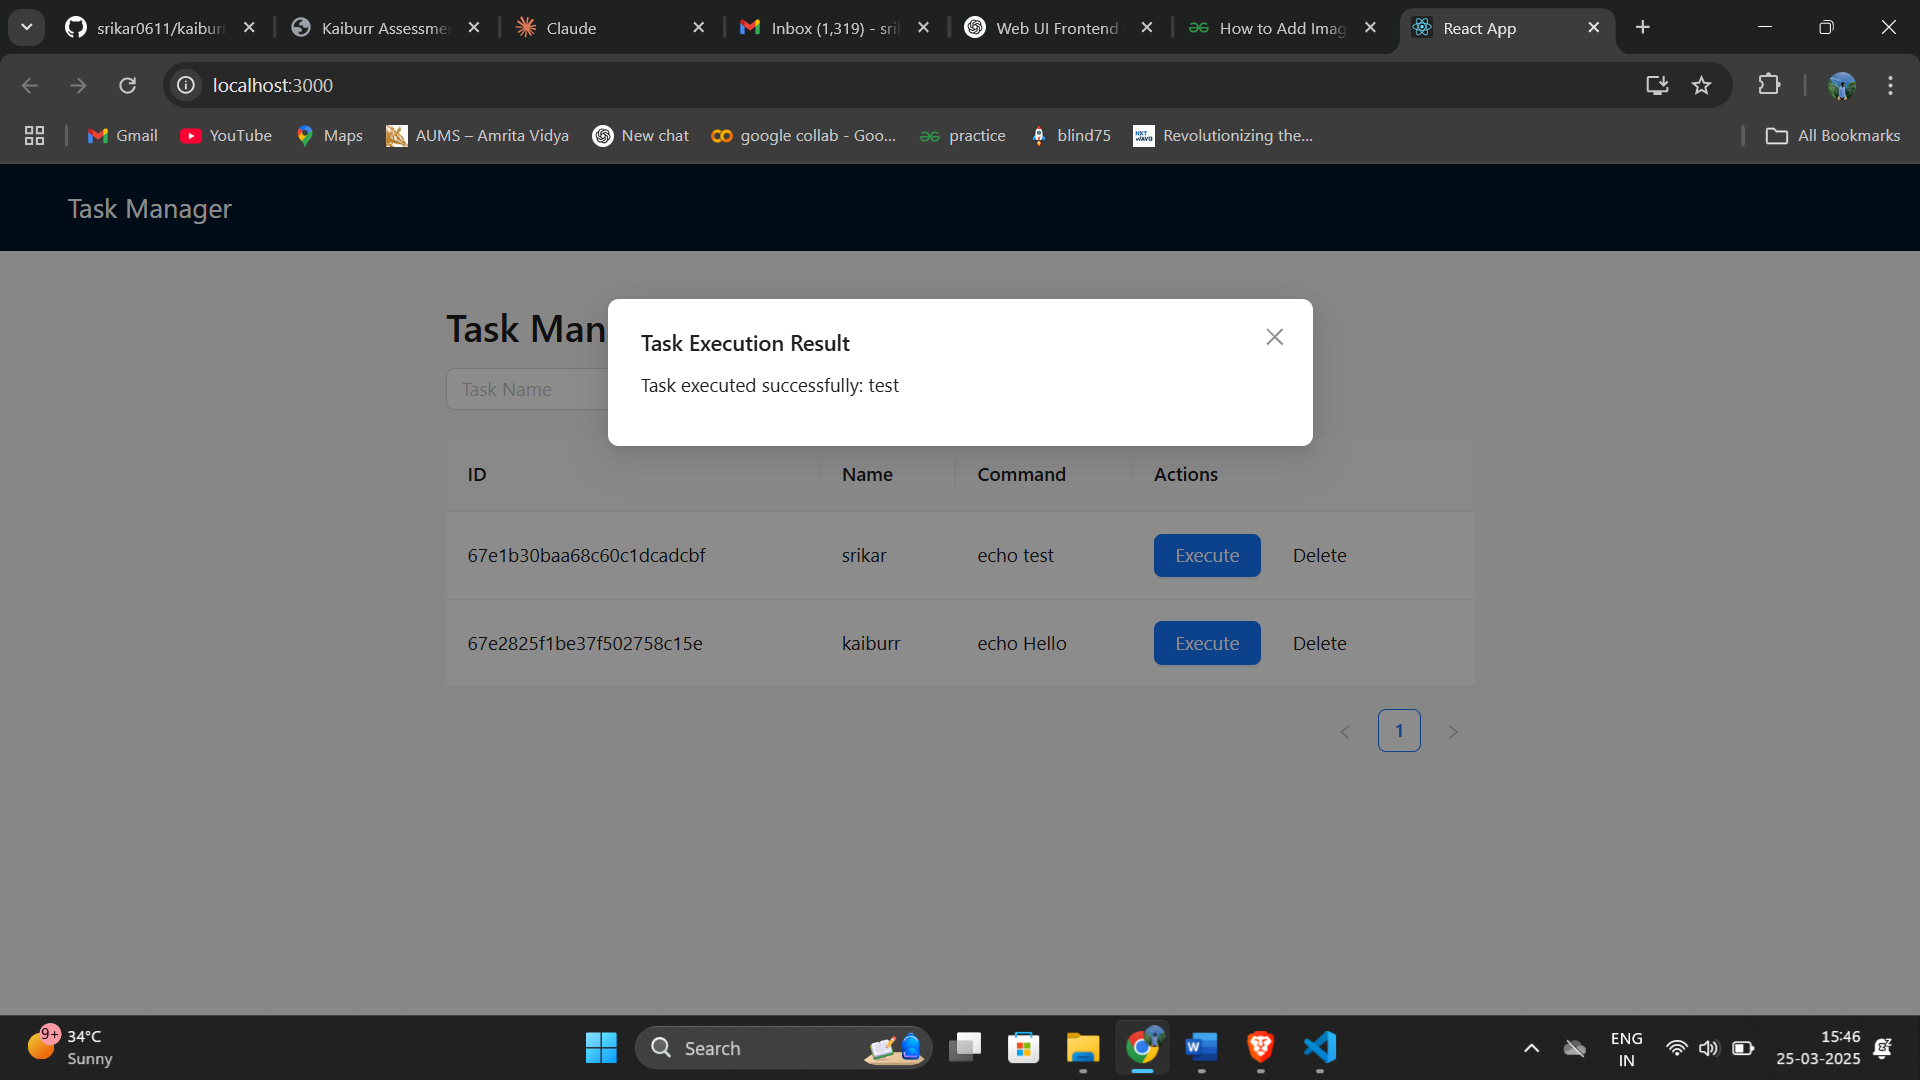 srikar0611/kaibur
Kaiburr Assessme
Claude
Inbox (1,319) - sri
Web UI Frontend
How to Add Imag
React App
localhost:3000
Gmail
YouTube
Maps
AUMS – Amrita Vidya
New chat
google collab - Goo...
practice
blind75
NXT WAVE
Revolutionizing the...
All Bookmarks
Task Manager
Task Man
Task Name
Task Execution Result
Task executed successfully: test
ID Name Command Actions
67e1b30baa68c60c1dcadcbf srikar echo test Execute Delete
67e2825f1be37f502758c15e kaiburr echo Hello Execute Delete
1
9+
34°C
Sunny
Search
W
ENG
IN
15:46
25-03-2025